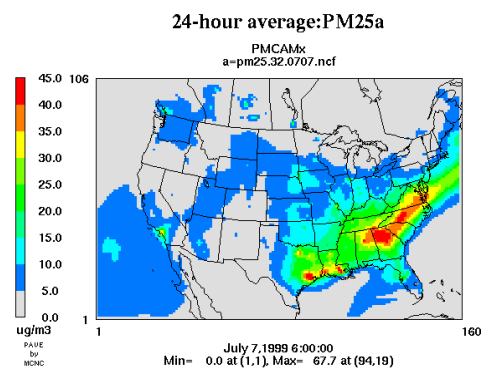 24-hour average:PM25a
PMCAMx
a=pm25.32.0707.ncf
45.0
40.0
35.0
30.0
25.0
20.0
15.0
10.0
5.0
0.0
ug/m3
PAVE
by
MCNC
106
1
1
160
July 7,1999 6:00:00
Min= 0.0 at (1,1), Max= 67.7 at (94,19)